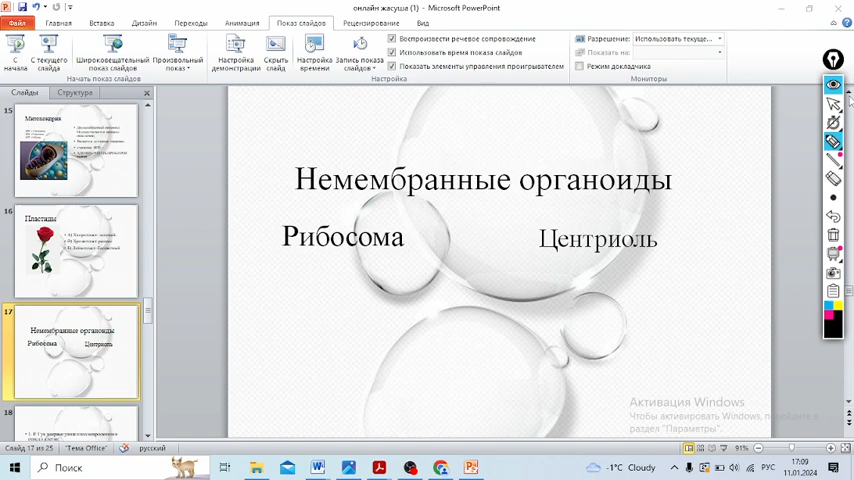 онлайн жасуша (1) - Microsoft PowerPoint
Файл Главная Вставка Дизайн Переходы Анимация Показ слайдов Рецензирование Вид
С начала
С текущего слайда
Широковещательный показ слайдов
Произвольный показ
Начать показ слайдов
Настройка демонстрации
Скрыть слайд
Настройка времени
Запись показа слайдов
Воспроизвести речевое сопровождение
Использовать время показа слайдов
Показать элементы управления проигрывателем
Настройка
Разрешение: Использовать текуще...
Показать на:
Режим докладчика
Мониторы
Слайды Структура
15
Митохондрия
16
Пластиды
17
Немембранные органоиды
Рибосома Центриоль
18
Немембранные органоиды
Рибосома Центриоль
Активация Windows
Чтобы активировать Windows, перейдите в
раздел "Параметры".
Слайд 17 из 25 "Тема Office" русский 91%
Поиск
-1°C Cloudy
РУС
17:09
11.01.2024